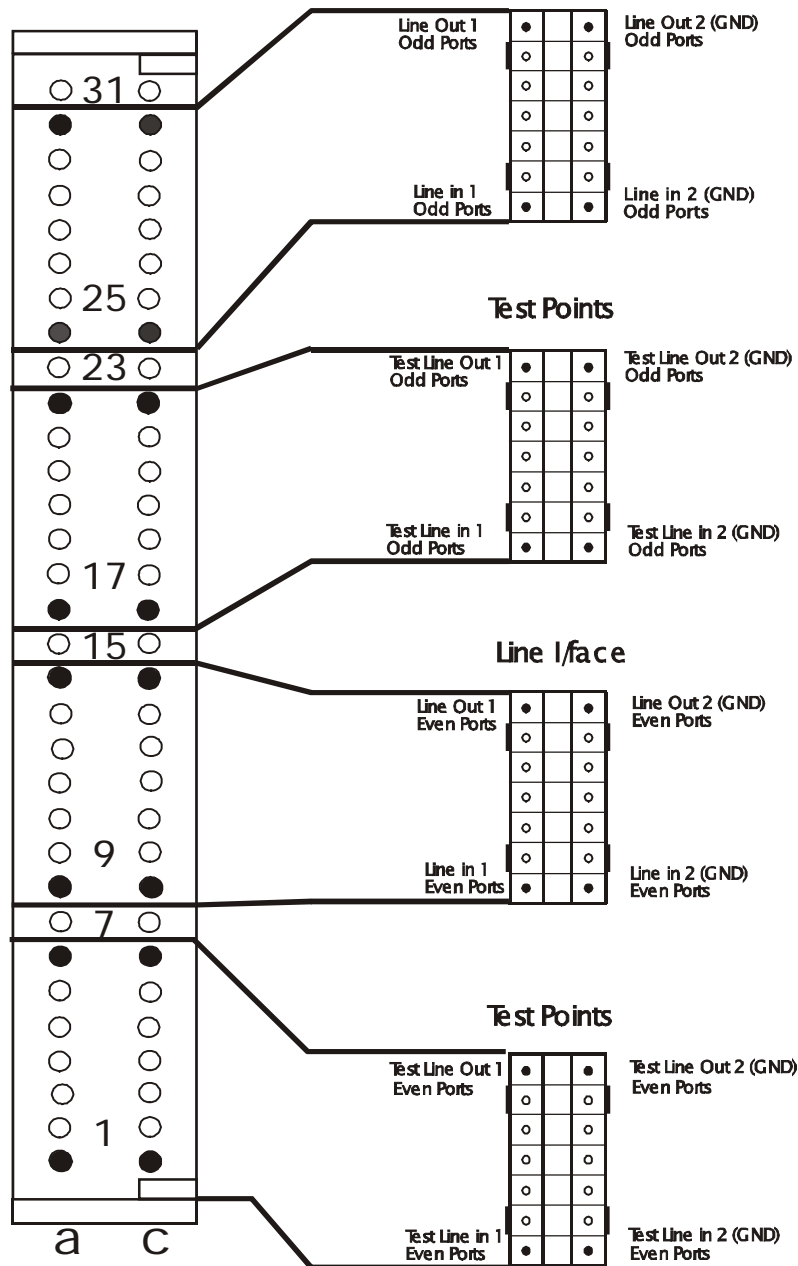 Line Out 1
Odd Ports
Line Out 2 (GND)
Odd Ports
31
Line in 1
Odd Ports
Line in 2 (GND)
Odd Ports
25
Test Points
23
Test Line Out 1
Odd Ports
Test Line Out 2 (GND)
Odd Ports
Test Line in 1
Odd Ports
Test Line in 2 (GND)
Odd Ports
17
15
Line I/face
Line Out 1
Even Ports
Line Out 2 (GND)
Even Ports
9
Line in 1
Even Ports
Line in 2 (GND)
Even Ports
7
Test Points
Test Line Out 1
Even Ports
Test Line Out 2 (GND)
Even Ports
1
Test Line in 1
Even Ports
Test Line in 2 (GND)
Even Ports
a c